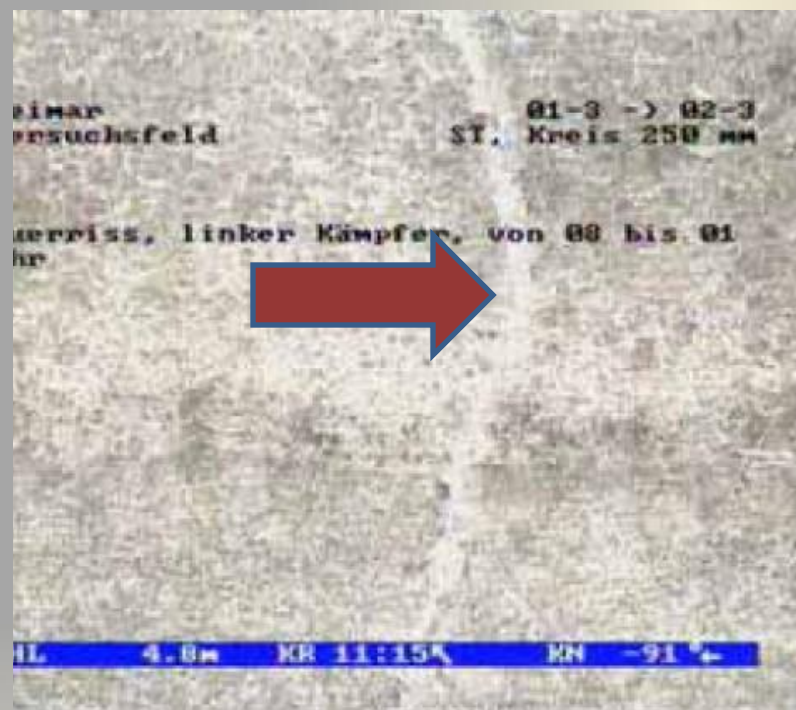 eimar 01-3 -> 02-3
ersuchsfeld ST, Kreis 250 mm
uerriss, linker Kämpfer, von 08 bis 01
hr
HL 4.8m KR 11:15 KN -91°←